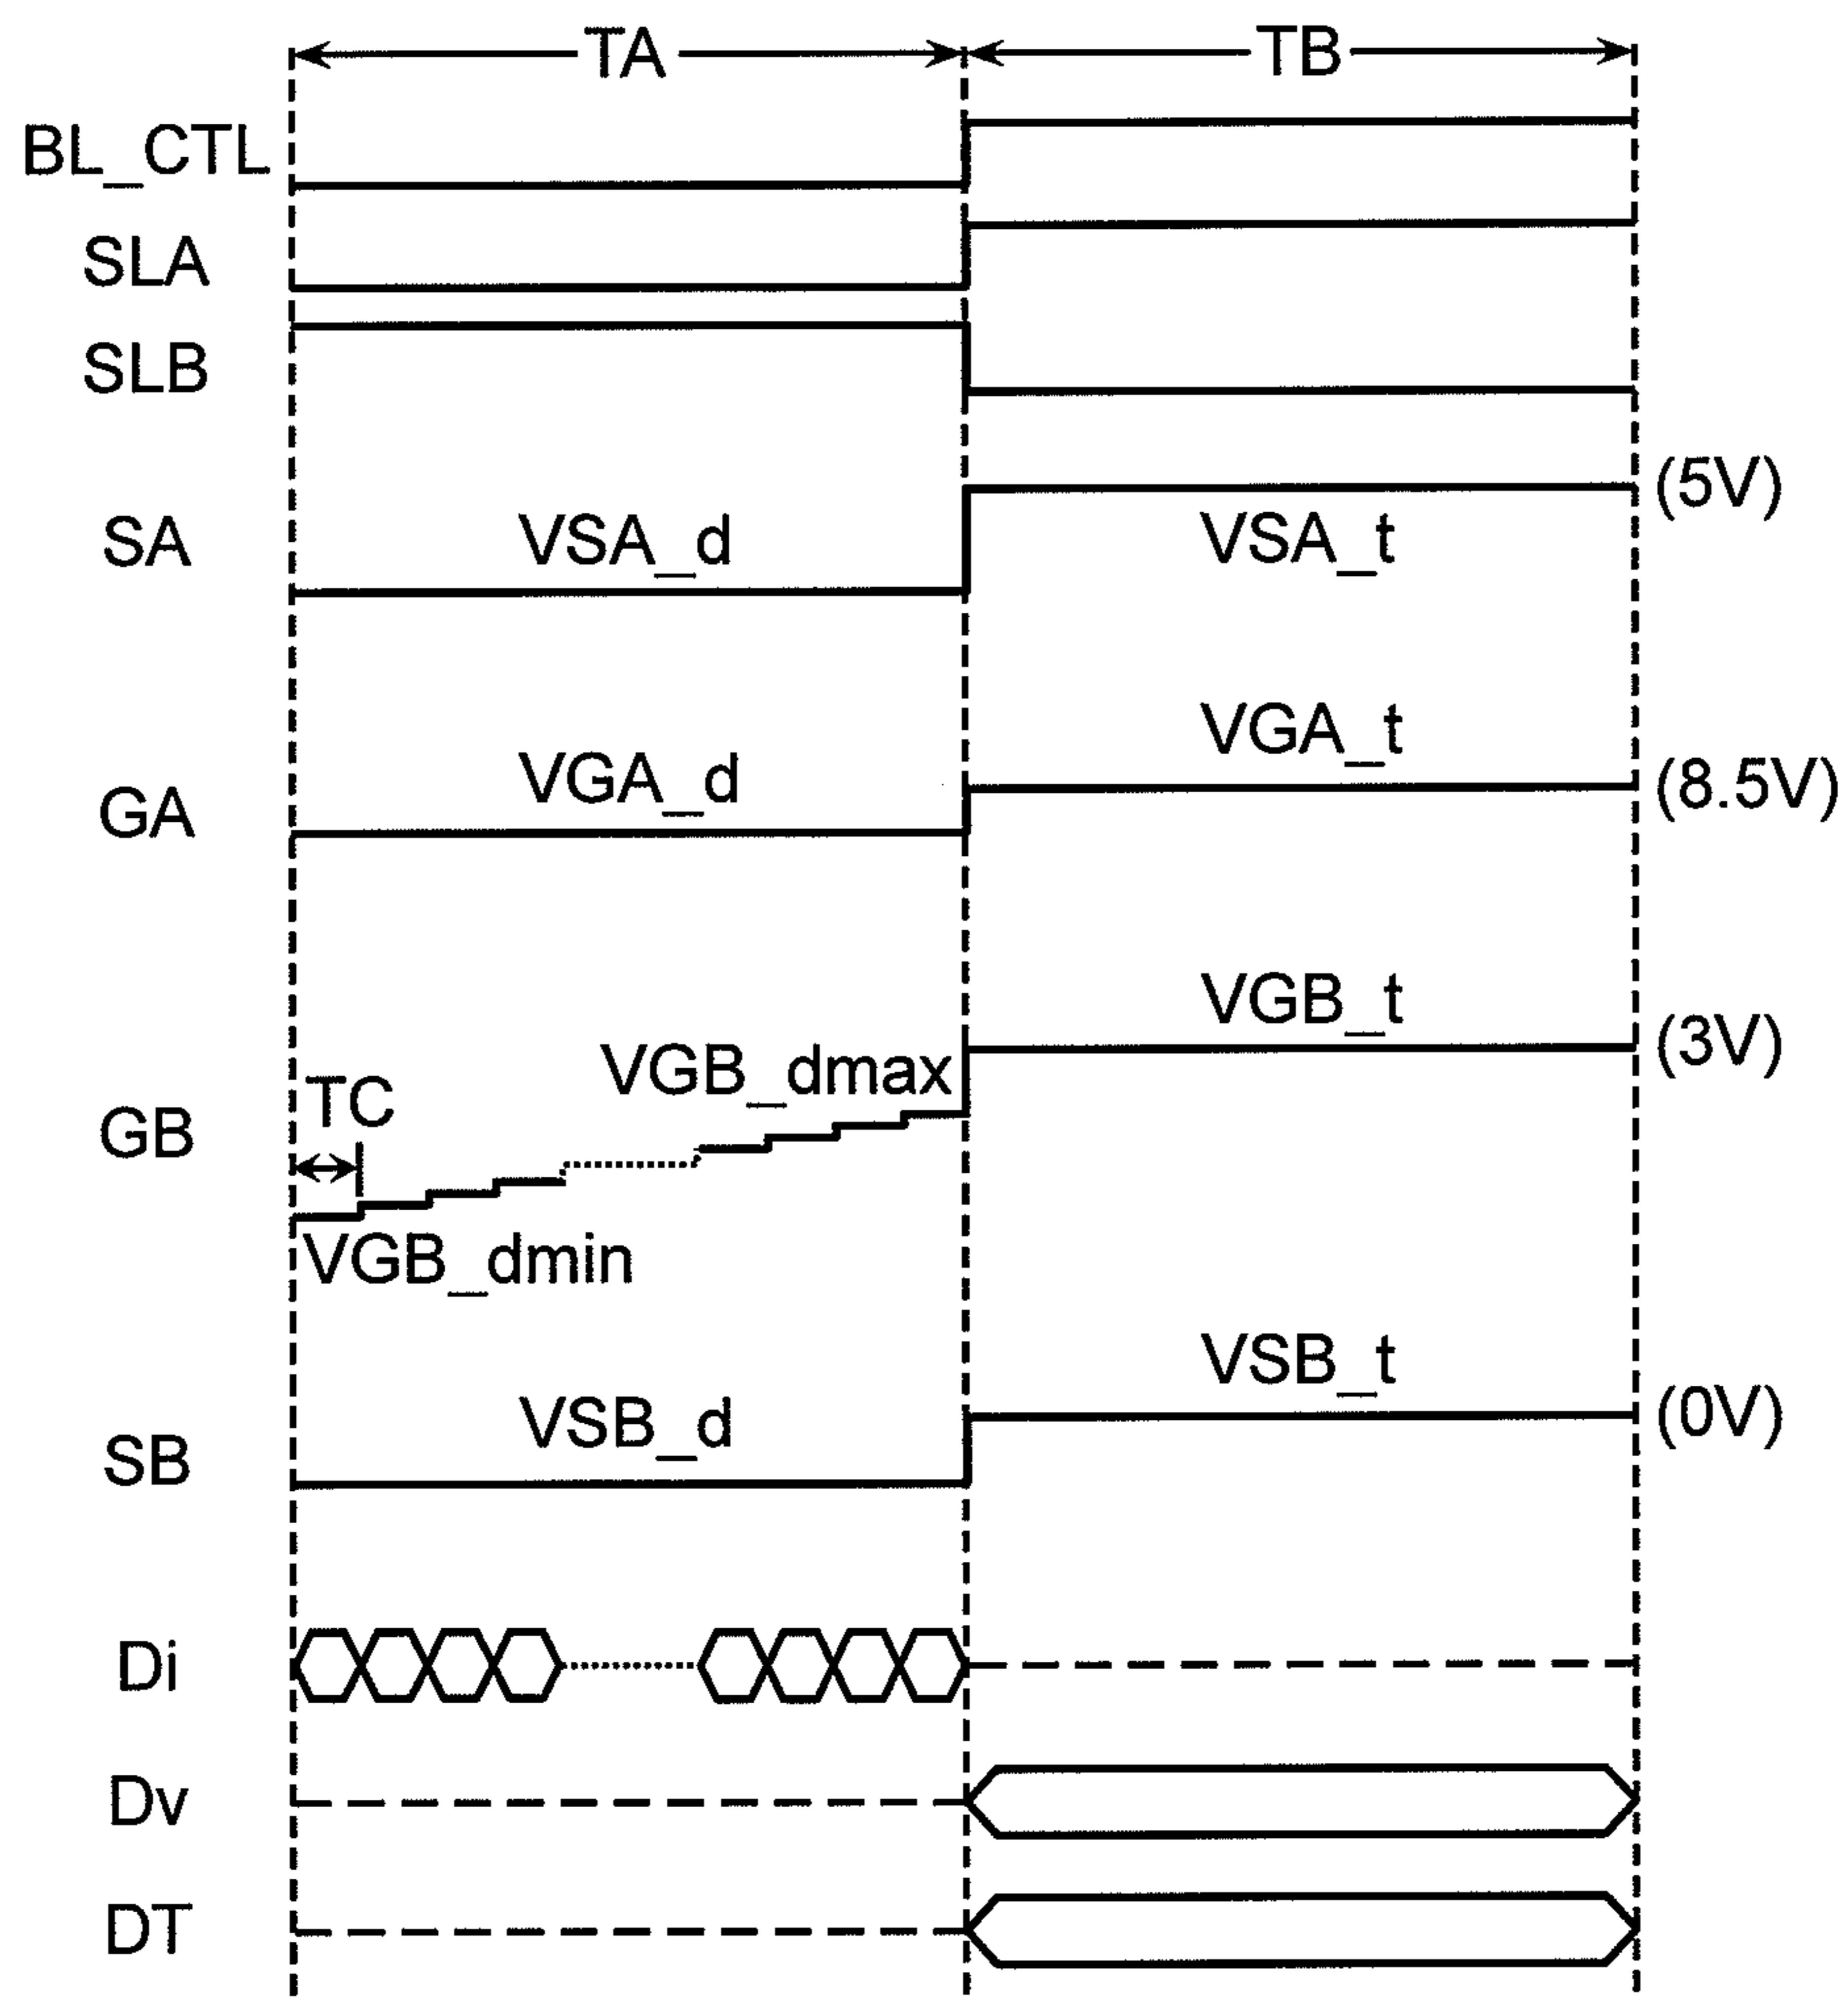 TA TB
BL_CTL
SLA
SLB
(5V)
SA VSA_d VSA_t
VGA_t
GA VGA_d (8.5V)
VGB_t
VGB_dmax (3V)
TC
GB
VGB_dmin
VSB_t
VSB_d (0V)
SB
Di
Dv
DT